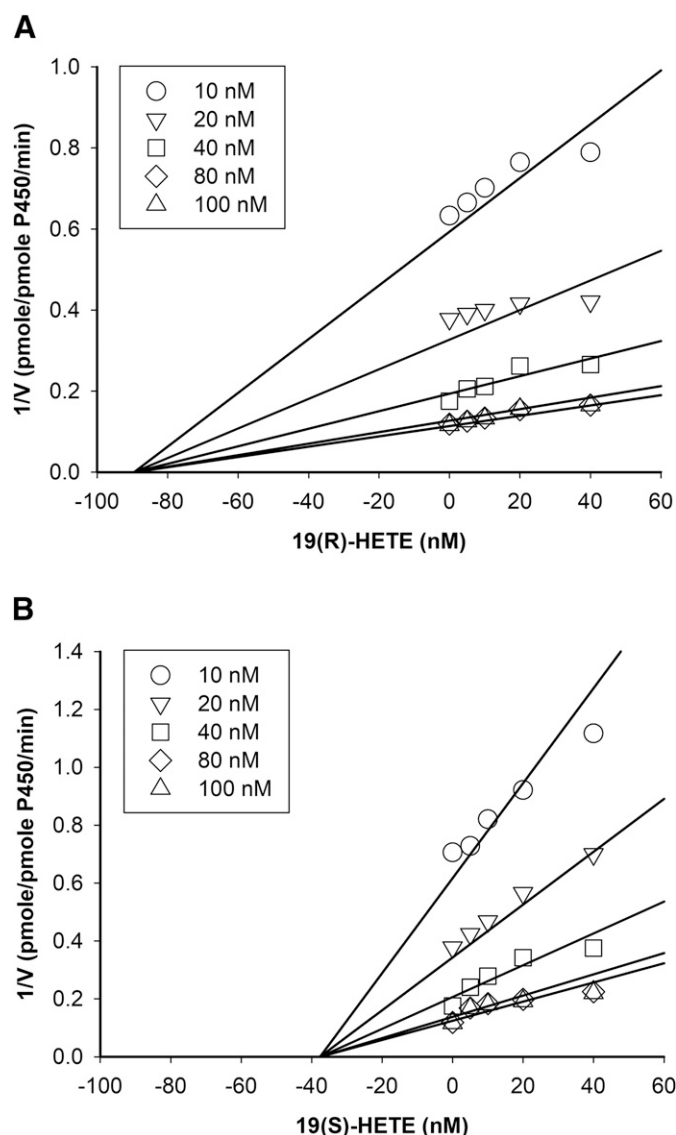 A
1.0
0.8
0.6
0.4
0.2
0.0
1/V (pmole/pmole P450/min)
10 nM
20 nM
40 nM
80 nM
100 nM
-100 -80 -60 -40 -20 0 20 40 60
19(R)-HETE (nM)
B
1.4
1.2
1.0
0.8
0.6
0.4
0.2
0.0
1/V (pmole/pmole P450/min)
10 nM
20 nM
40 nM
80 nM
100 nM
-100 -80 -60 -40 -20 0 20 40 60
19(S)-HETE (nM)